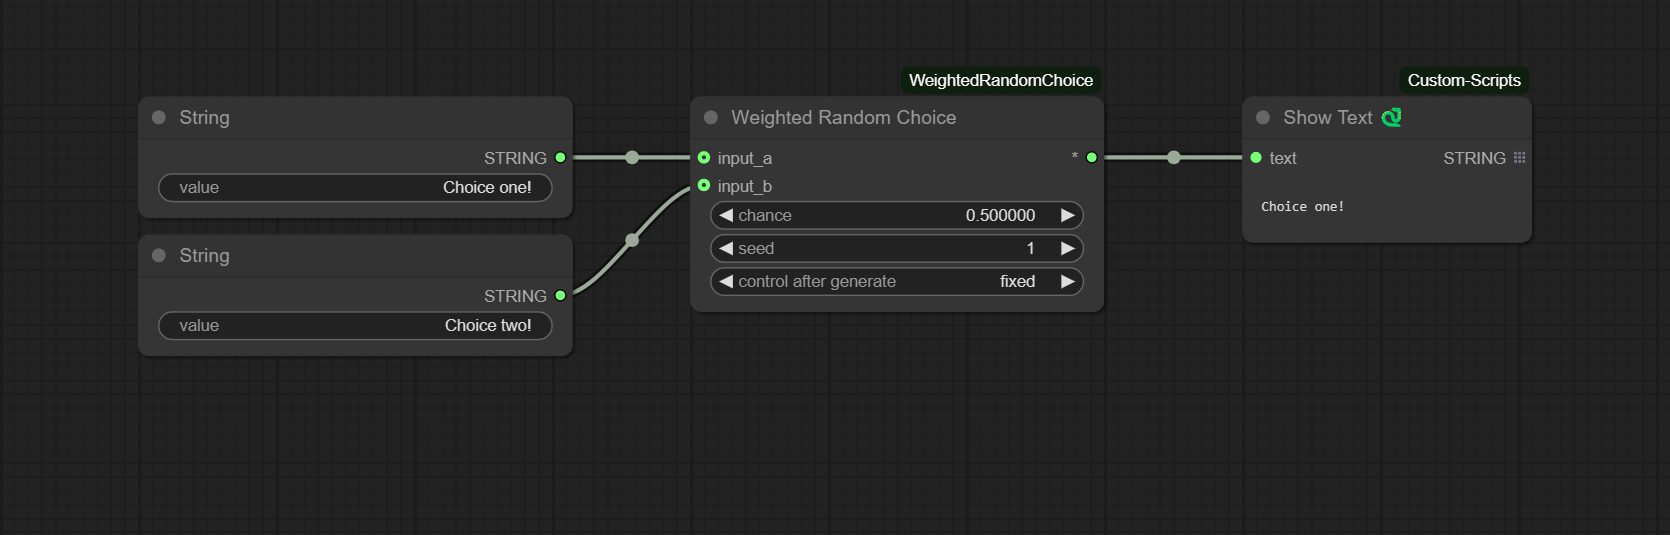 WeightedRandomChoice
Custom-Scripts
String
STRING
value Choice one!
String
STRING
value Choice two!
Weighted Random Choice
input_a *
input_b
chance 0.500000
seed 1
control after generate fixed
Show Text
text STRING
Choice one!